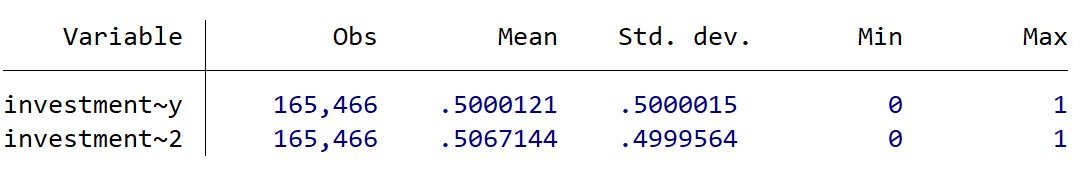 Variable Obs Mean Std. dev. Min Max
investment~y 165,466 .5000121 .5000015 0 1
investment~2 165,466 .5067144 .4999564 0 1